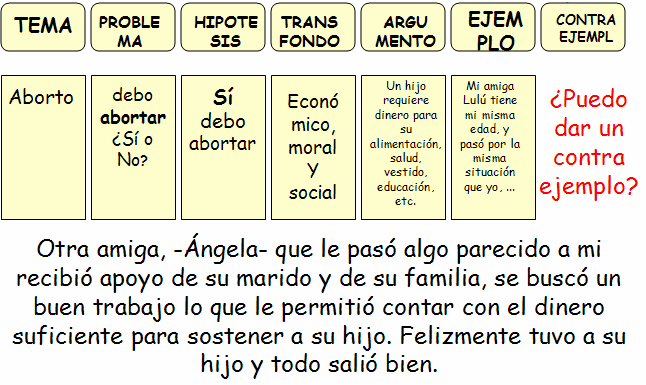 TEMA
PROBLE
MA
HIPOTE
SIS
TRANS
FONDO
ARGU
MENTO
EJEM
PLO
CONTRA
EJEMPL
Aborto
debo
abortar
¿Sí o
No?
Sí
debo
abortar
Econó
mico,
moral
Y
social
Un hijo
requiere
dinero para
su
alimentación,
salud,
vestido,
educación,
etc.
Mi amiga
Lulú tiene
mi misma
edad, y
pasó por la
misma
situación
que yo, ...
¿Puedo
dar un
contra
ejemplo?
Otra amiga, -Ángela- que le pasó algo parecido a mi
recibió apoyo de su marido y de su familia, se buscó un
buen trabajo lo que le permitió contar con el dinero
suficiente para sostener a su hijo. Felizmente tuvo a su
hijo y todo salió bien.